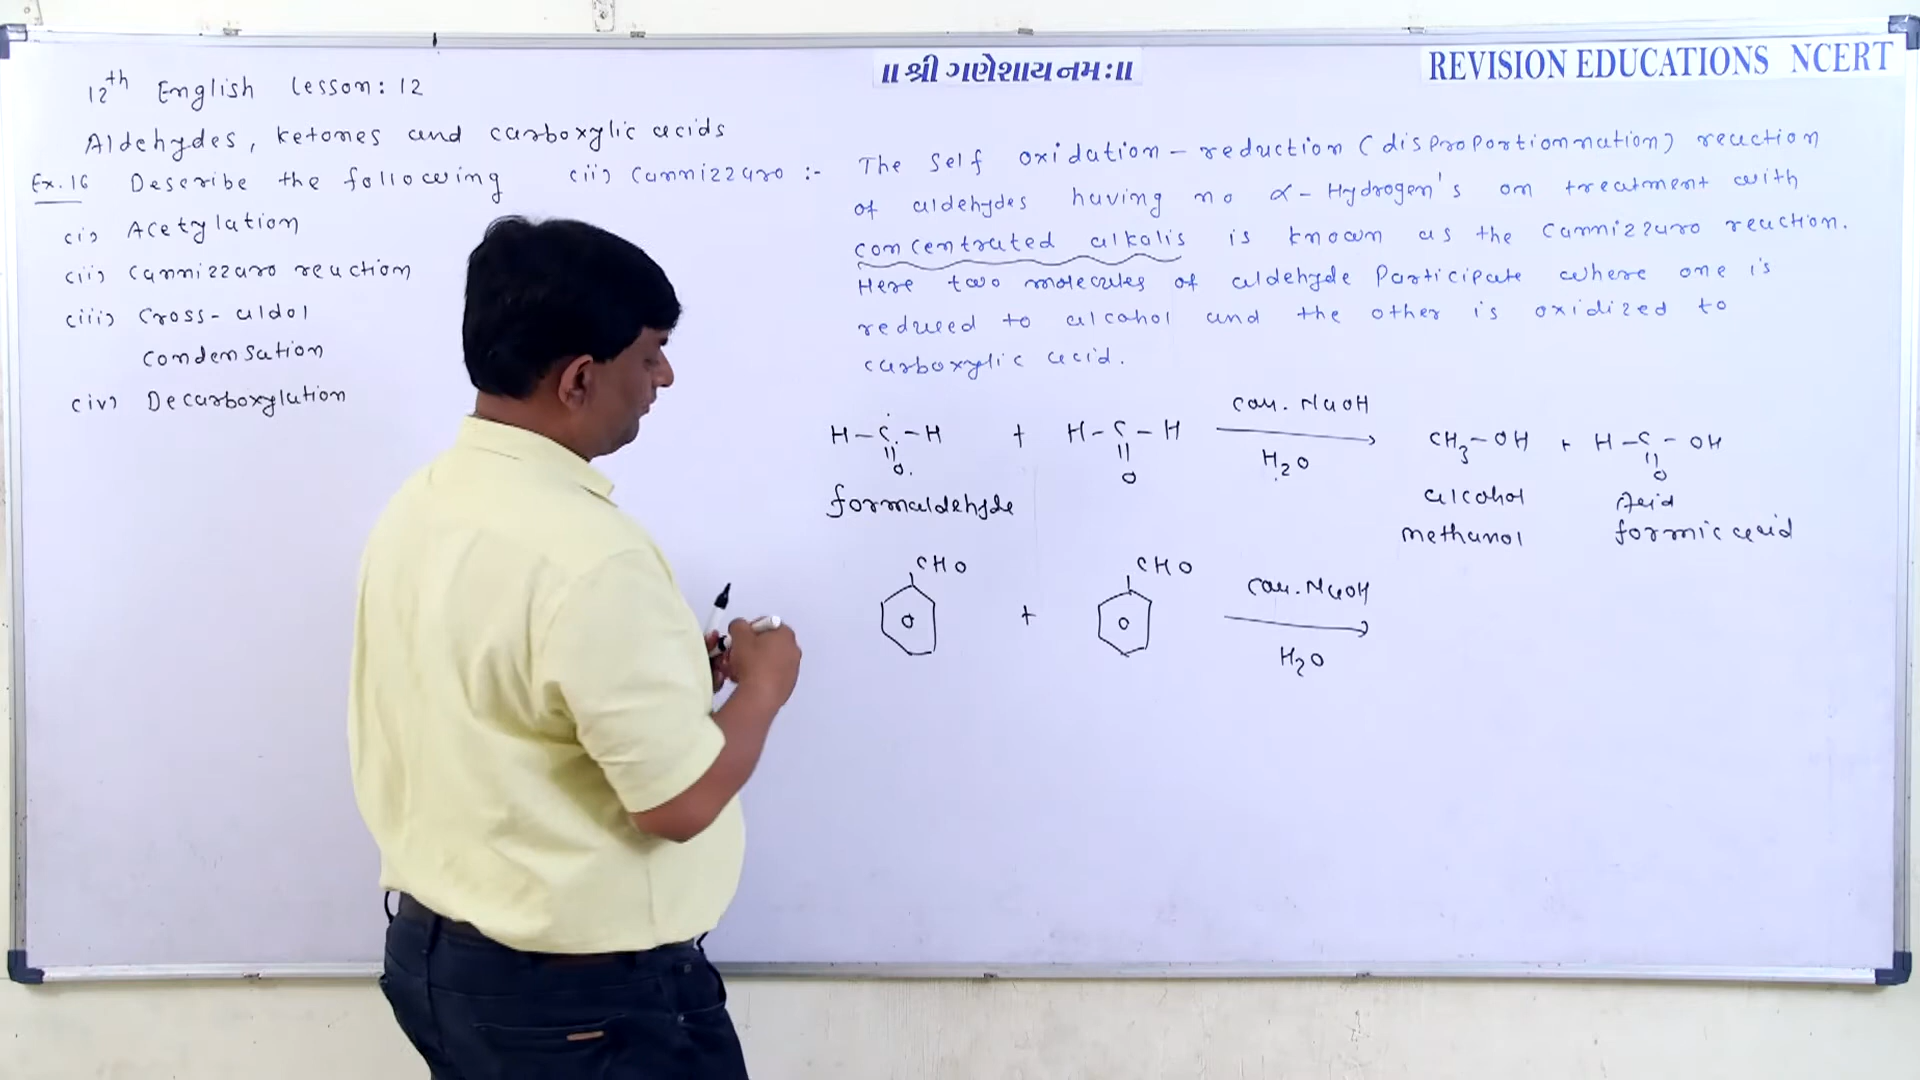 || શ્રી ગણેશાય નમઃ ||
REVISION EDUCATIONS NCERT
12th English Lesson: 12
Aldehydes, ketones and carboxylic acids
Ex. 16 Describe the following
(i) Acetylation
(ii) Cannizzaro reaction
(iii) Cross-aldol
condensation
(iv) Decarboxylation
(ii) Cannizzaro :- The self oxidation - reduction (disproportionnation) reaction
of aldehydes having no α-Hydrogen's on treatment with
concentrated alkalis is known as the cannizzaro reaction.
Here two molecules of aldehyde participate where one is
reduced to alcohol and the other is oxidized to
carboxylic acid.
H-C-H + H-C-H con. NaOH H2O CH3-OH + H-C-OH
O O O
formaldehyde alcohol Acid
methanol formic acid
CHO + CHO con. NaOH
H2O